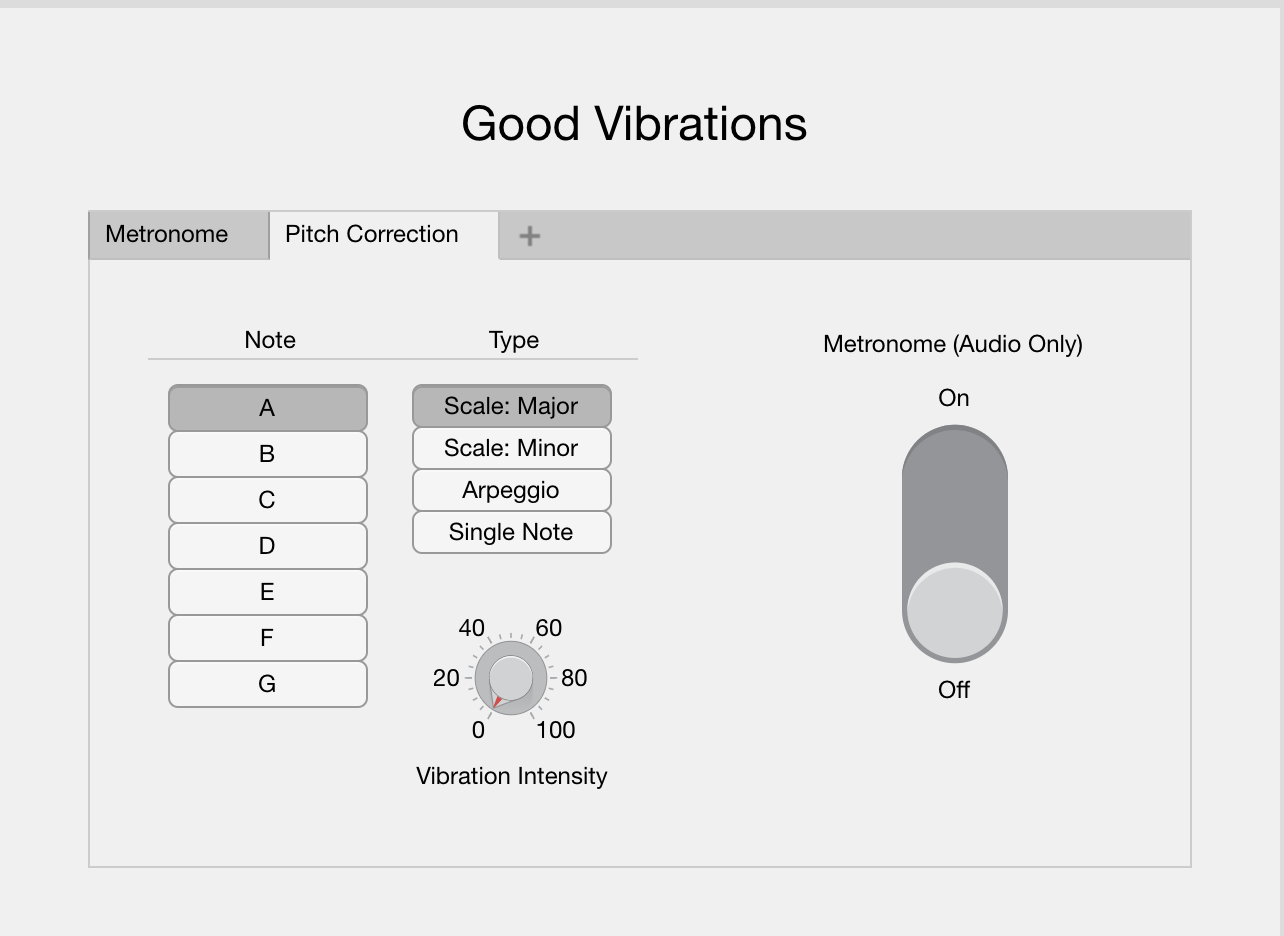 Good Vibrations
Metronome
Pitch Correction
+
Note
Type
Metronome (Audio Only)
A
B
C
D
E
F
G
Scale: Major
Scale: Minor
Arpeggio
Single Note
40
60
20
80
0
100
Vibration Intensity
On
Off